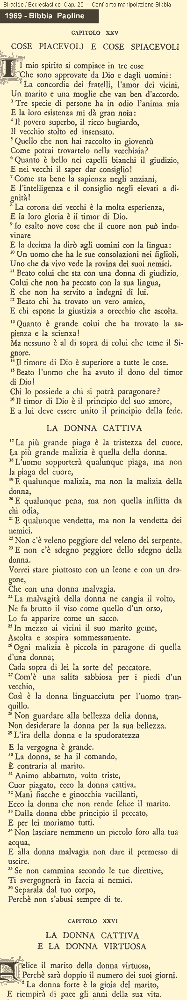 Siracide / Ecclesiastico Cap. 25 - Confronto manipolazione Bibbia
1969 - Bibbia Paoline
CAPITOLO XXV
COSE PIACEVOLI E COSE SPIACEVOLI
Il mio spirito si compiace in tre cose
Che sono approvate da Dio e dagli uomini:
² La concordia dei fratelli, l'amor dei vicini,
Un marito e una moglie che van ben d'accordo.
³ Tre specie di persone ha in odio l'anima mia
E la loro esistenza mi dà gran noia:
⁴ Il povero superbo, il ricco bugiardo,
Il vecchio stolto ed insensato.
⁵ Quello che non hai raccolto in gioventù
Come potrai trovartelo nella vecchiaia?
⁶ Quanto è bello nei capelli bianchi il giudizio,
E nei vecchi il saper dar consiglio!
⁷ Come sta bene la sapienza negli anziani,
E l'intelligenza e il consiglio negli elevati a di-
gnità!
⁸ La corona dei vecchi è la molta esperienza,
E la loro gloria è il timor di Dio.
⁹ Io esalto nove cose che il cuore non può indo-
vinare
E la decima la dirò agli uomini con la lingua:
¹⁰ Un uomo che ha le sue consolazioni nei figlioli,
Uno che da vivo vede la rovina dei suoi nemici.
¹¹ Beato colui che sta con una donna di giudizio,
Colui che non ha peccato con la sua lingua,
E che non ha servito a indegni di lui.
¹² Beato chi ha trovato un vero amico,
E chi espone la giustizia a orecchio che ascolta.
¹³ Quanto è grande colui che ha trovato la sa-
pienza e la scienza!
Ma nessuno è al di sopra di colui che teme il Si-
gnore.
¹⁴ Il timore di Dio è superiore a tutte le cose.
¹⁵ Beato l'uomo che ha avuto il dono del timor
di Dio!
Chi lo possiede a chi si potrà paragonare?
¹⁶ Il timor di Dio è il principio del suo amore,
E a lui deve essere unito il principio della fede.
LA DONNA CATTIVA
¹⁷ La più grande piaga è la tristezza del cuore,
La più grande malizia è quella della donna.
¹⁸ L'uomo sopporterà qualunque piaga, ma non
la piaga del cuore,
¹⁹ E qualunque malizia, ma non la malizia della
donna,
²⁰ E qualunque pena, ma non quella inflitta da
chi odia,
²¹ E qualunque vendetta, ma non la vendetta dei
nemici.
²² Non c'è veleno peggiore del veleno del serpente,
²³ E non c'è sdegno peggiore dello sdegno della
donna.
Vorrei stare piuttosto con un leone e con un dra-
gone,
Che con una donna malvagia.
²⁴ La malvagità della donna ne cangia il volto,
Ne fa brutto il viso come quello d'un orso,
Lo fa apparire come un sacco.
²⁵ In mezzo ai vicini il suo marito geme,
Ascolta e sospira sommessamente.
²⁶ Ogni malizia è piccola in paragone di quella
d'una donna;
Cada sopra di lei la sorte del peccatore.
²⁷ Com'è una salita sabbiosa per i piedi d'un
vecchio,
Così è la donna linguacciuta per l'uomo tran-
quillo.
²⁸ Non guardare alla bellezza della donna,
Non desiderare la donna per la sua bellezza.
²⁹ L'ira della donna e la spudoratezza
E la vergogna è grande.
³⁰ La donna, se ha il comando,
È contraria al marito.
³¹ Animo abbattuto, volto triste,
Cuor piagato, ecco la donna cattiva.
³² Mani fiacche e ginocchia vacillanti,
Ecco la donna che non rende felice il marito.
³³ Dalla donna ebbe principio il peccato,
E per lei moriamo tutti.
³⁴ Non lasciare nemmeno un piccolo foro alla tua
acqua,
E alla donna malvagia non dare il permesso di
uscire.
³⁵ Se non cammina secondo le tue direttive,
Ti svergognerà in faccia ai nemici.
³⁶ Separala dal tuo corpo,
Perchè non s'abusi sempre di te.
CAPITOLO XXVI
LA DONNA CATTIVA
E LA DONNA VIRTUOSA
elice il marito della donna virtuosa,
Perchè sarà doppio il numero dei suoi giorni.
² La donna forte è la gioia del marito,
E riempirà di pace gli anni della sua vita.